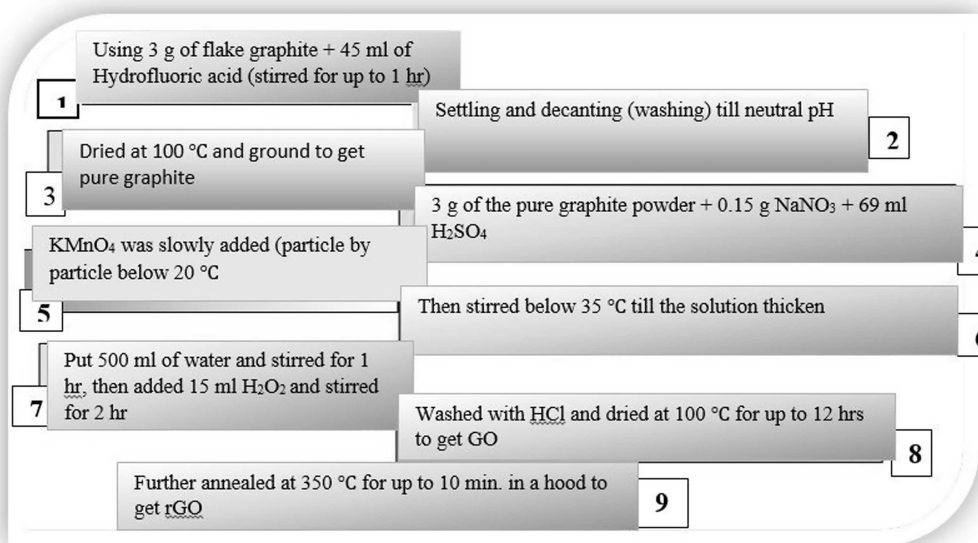 Using 3 g of flake graphite + 45 ml of
Hydrofluoric acid (stirred for up to 1 hr)
1
Settling and decanting (washing) till neutral pH
2
Dried at 100 °C and ground to get
pure graphite
3
3 g of the pure graphite powder + 0.15 g NaNO₃ + 69 ml
H₂SO₄
KMnO₄ was slowly added (particle by
particle below 20 °C
5
Then stirred below 35 °C till the solution thicken
Put 500 ml of water and stirred for 1
hr, then added 15 ml H₂O₂ and stirred
for 2 hr
7
Washed with HCl and dried at 100 °C for up to 12 hrs
to get GO
8
Further annealed at 350 °C for up to 10 min. in a hood to
get rGO
9